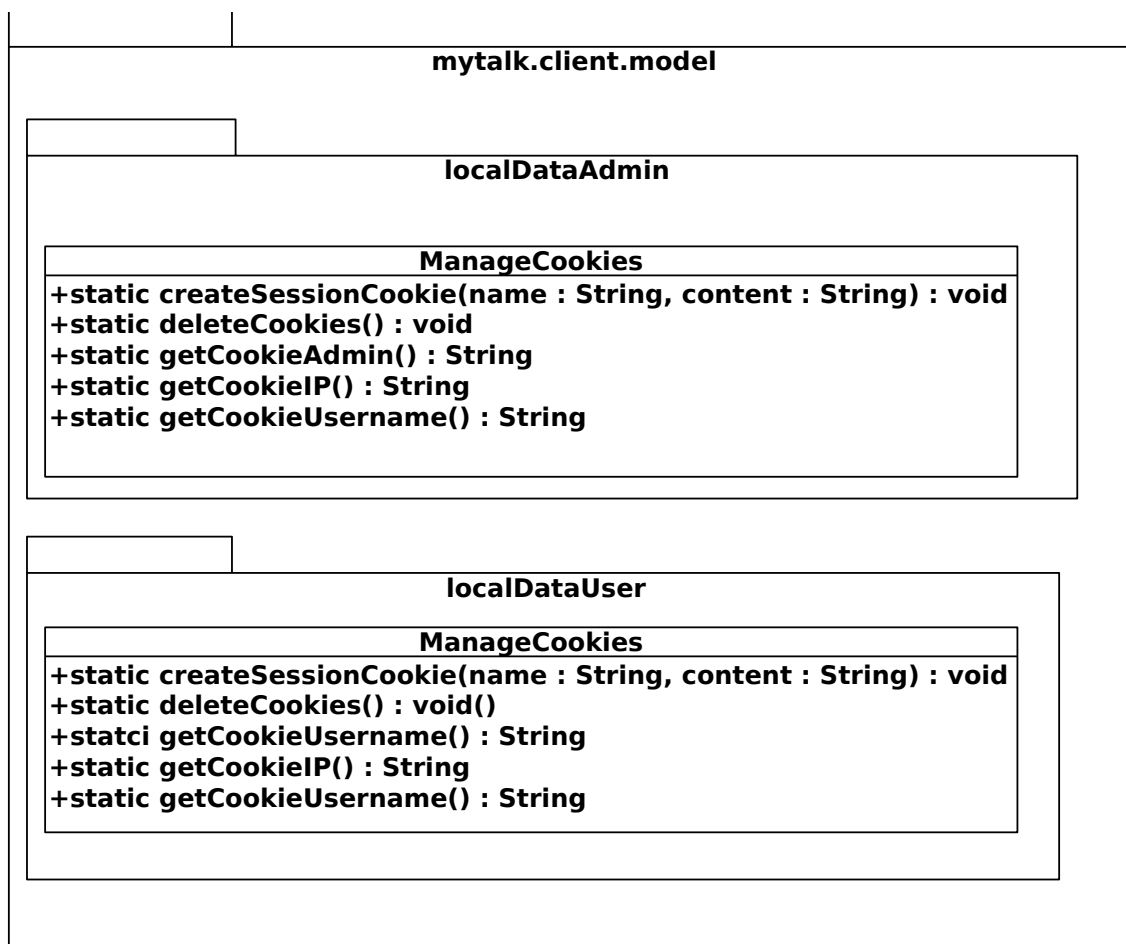 mytalk.client.model
localDataAdmin
ManageCookies
+static createSessionCookie(name : String, content : String) : void
+static deleteCookies() : void
+static getCookieAdmin() : String
+static getCookieIP() : String
+static getCookieUsername() : String
localDataUser
ManageCookies
+static createSessionCookie(name : String, content : String) : void
+static deleteCookies() : void()
+statci getCookieUsername() : String
+static getCookieIP() : String
+static getCookieUsername() : String